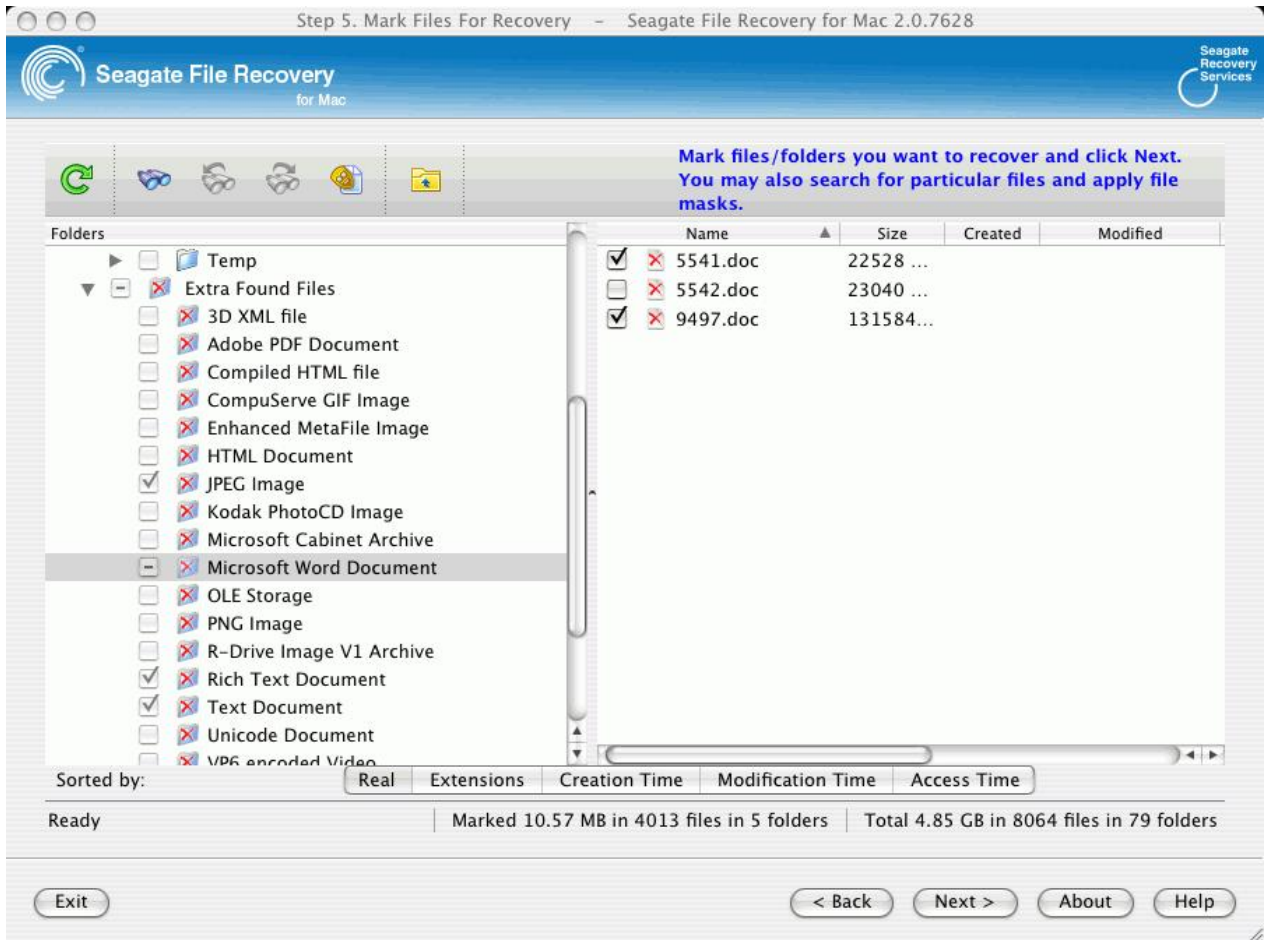 Step 5. Mark Files For Recovery – Seagate File Recovery for Mac 2.0.7628
Seagate File Recovery
for Mac
Seagate
Recovery
Services
Mark files/folders you want to recover and click Next.
You may also search for particular files and apply file
masks.
Folders
Temp
Extra Found Files
3D XML file
Adobe PDF Document
Compiled HTML file
CompuServe GIF Image
Enhanced MetaFile Image
HTML Document
JPEG Image
Kodak PhotoCD Image
Microsoft Cabinet Archive
Microsoft Word Document
OLE Storage
PNG Image
R-Drive Image V1 Archive
Rich Text Document
Text Document
Unicode Document
VP6 encoded Video
Name Size Created Modified
5541.doc 22528 ...
5542.doc 23040 ...
9497.doc 131584...
Sorted by: Real Extensions Creation Time Modification Time Access Time
Ready Marked 10.57 MB in 4013 files in 5 folders Total 4.85 GB in 8064 files in 79 folders
Exit < Back Next > About Help